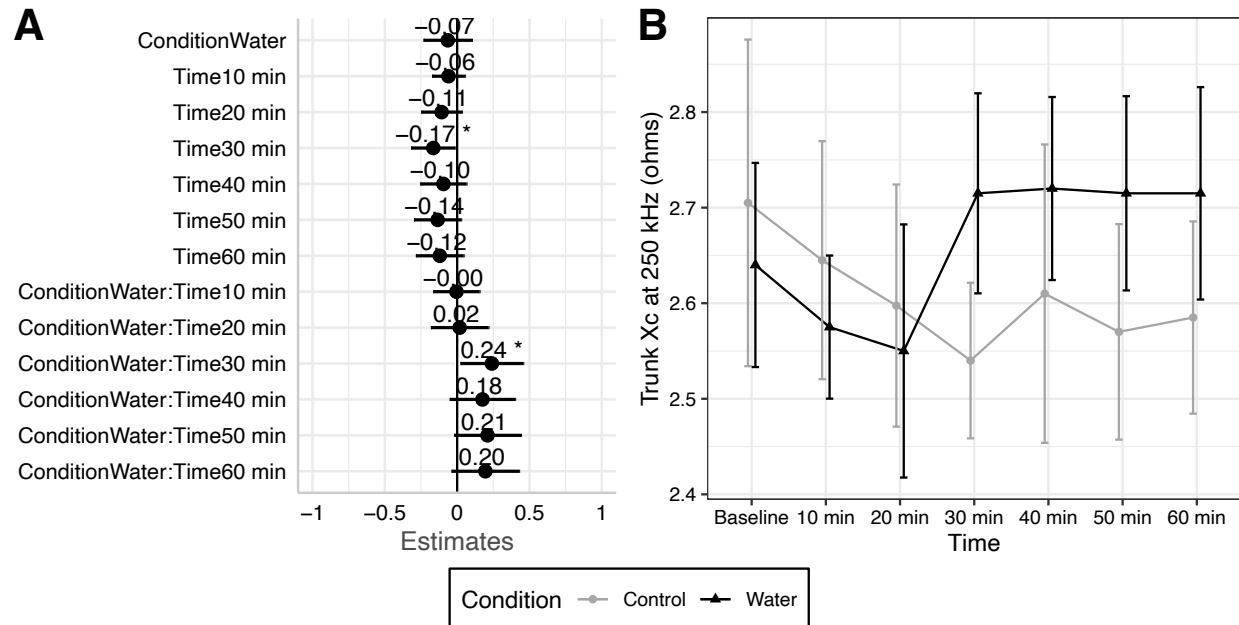 A
ConditionWater −0.07
Time10 min −0.06
Time20 min −0.11
Time30 min −0.17 *
Time40 min −0.10
Time50 min −0.14
Time60 min −0.12
ConditionWater:Time10 min −0.00
ConditionWater:Time20 min 0.02
ConditionWater:Time30 min 0.24 *
ConditionWater:Time40 min 0.18
ConditionWater:Time50 min 0.21
ConditionWater:Time60 min 0.20
−1 −0.5 0 0.5 1
Estimates
B
Trunk Xc at 250 kHz (ohms)
2.8
2.7
2.6
2.5
2.4
Baseline 10 min 20 min 30 min 40 min 50 min 60 min
Time
Condition Control Water